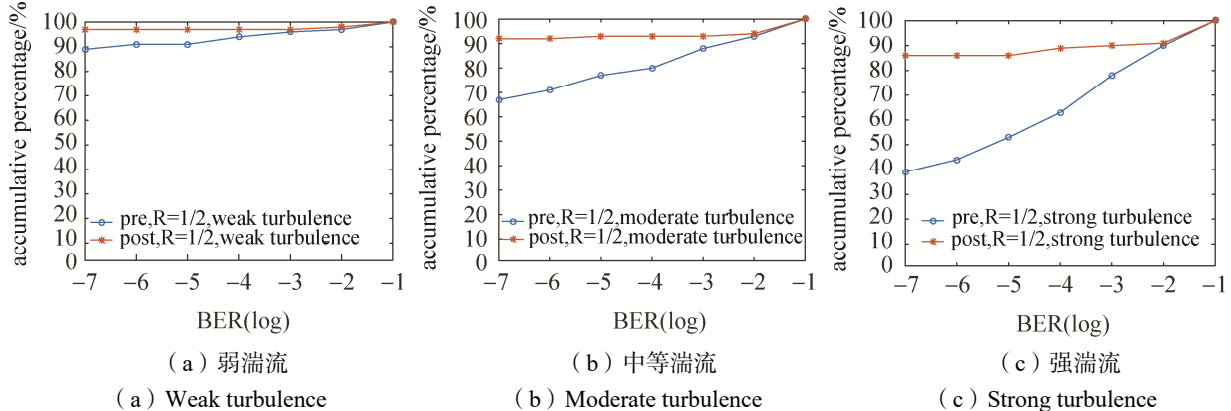 accumulative percentage/%
100
90
80
70
60
50
40
30
20
10
0
pre,R=1/2,weak turbulence
post,R=1/2,weak turbulence
−7 −6 −5 −4 −3 −2 −1
BER(log)
(a)弱湍流
(a) Weak turbulence
accumulative percentage/%
100
90
80
70
60
50
40
30
20
10
0
pre,R=1/2,moderate turbulence
post,R=1/2,moderate turbulence
−7 −6 −5 −4 −3 −2 −1
BER(log)
(b)中等湍流
(b) Moderate turbulence
accumulative percentage/%
100
90
80
70
60
50
40
30
20
10
0
pre,R=1/2,strong turbulence
post,R=1/2,strong turbulence
−7 −6 −5 −4 −3 −2 −1
BER(log)
(c)强湍流
(c) Strong turbulence